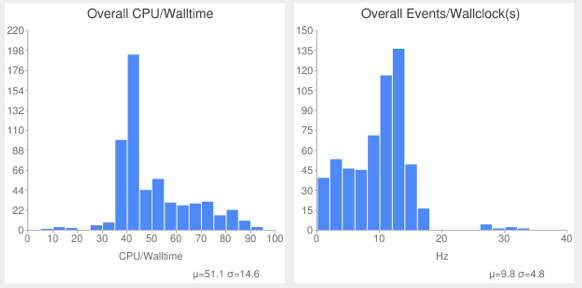 Overall CPU/Walltime
220
198
176
154
132
110
88
66
44
22
0
0 10 20 30 40 50 60 70 80 90 100
CPU/Walltime
μ=51.1 σ=14.6
Overall Events/Wallclock(s)
150
135
120
105
90
75
60
45
30
15
0
0 10 20 30 40
Hz
μ=9.8 σ=4.8